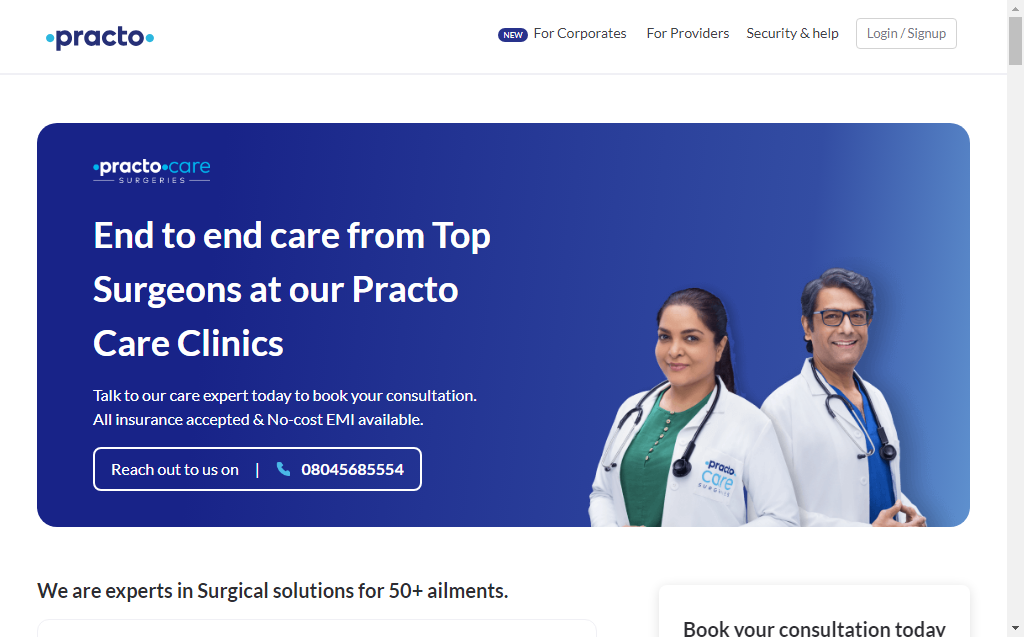 practo
NEW For Corporates
For Providers
Security & help
Login / Signup
practo care
SURGERIES
End to end care from Top
Surgeons at our Practo
Care Clinics
Talk to our care expert today to book your consultation.
All insurance accepted & No-cost EMI available.
Reach out to us on | 08045685554
practo
care
SURGERIES
We are experts in Surgical solutions for 50+ ailments.
Book your consultation today